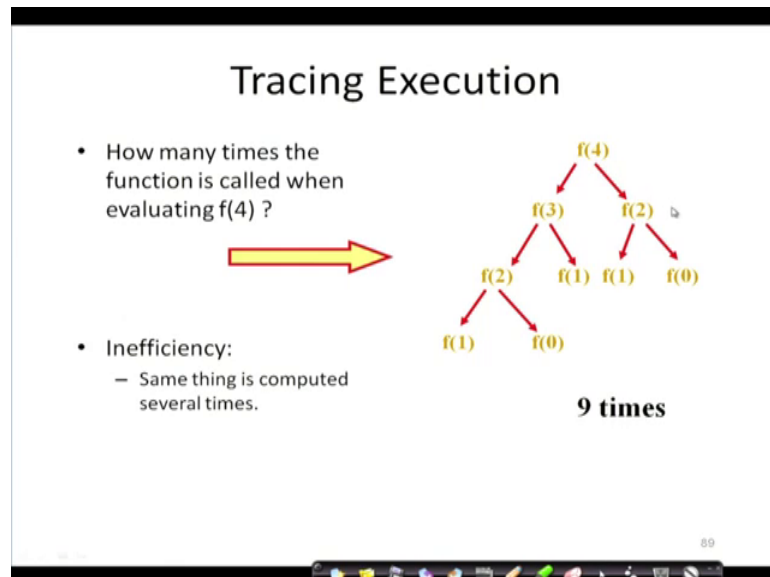 Tracing Execution
• How many times the
function is called when
evaluating f(4) ?
• Inefficiency:
– Same thing is computed
several times.
f(4)
f(3) f(2)
f(2) f(1) f(1) f(0)
f(1) f(0)
9 times
89